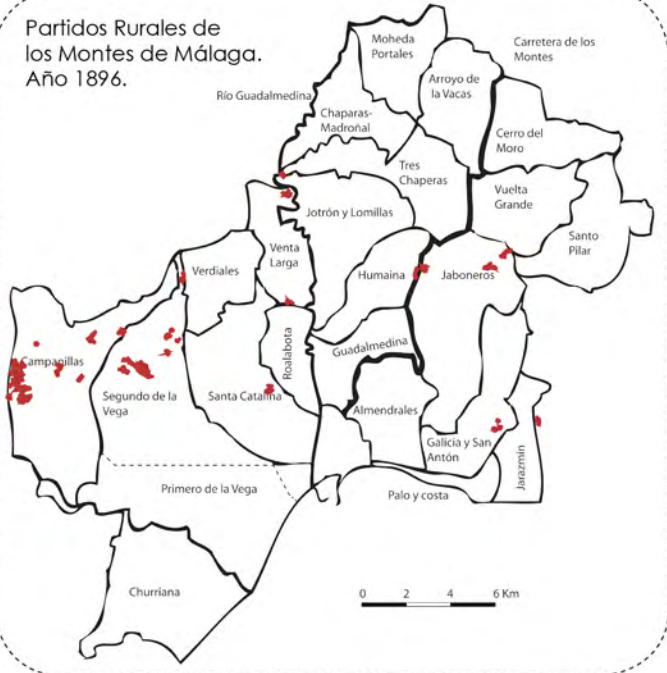 Partidos Rurales de
los Montes de Málaga.
Año 1896.
Moheda
Portales
Carretera de los
Montes
Arroyo de
la Vacas
Río Guadalmedina
Chaparas-
Madroñal
Cerro del
Moro
Tres
Chaperas
Vuelta
Grande
Jotrón y Lomillas
Santo
Pilar
Venta
Larga
Verdiales
Humaina
Jaboneros
Guadalmedina
Roalabota
Campanillas
Segundo de la
Vega
Santa Catalina
Almendrales
Galicia y San
Antón
Jarazmín
Primero de la Vega
Palo y costa
Churriana
0 2 4 6 Km